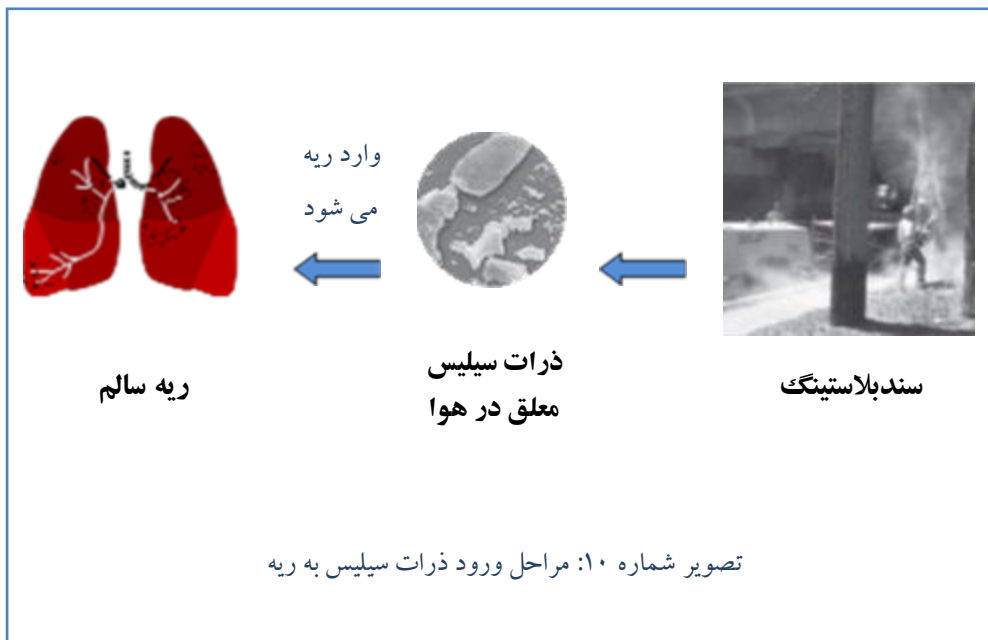 وارد ریه
می شود
سندبلاستینگ
ذرات سیلیس
معلق در هوا
ریه سالم
تصویر شماره ۱۰: مراحل ورود ذرات سیلیس به ریه